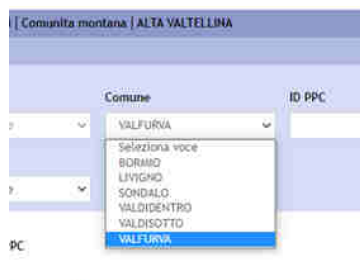 | Comunita montana | ALTA VALTELLINA
Comune
ID PPC
VALFURVA
Seleziona voce
BORMIO
LIVIGNO
SONDALO
VALDIDENTRO
VALDISOTTO
VALFURVA
PC